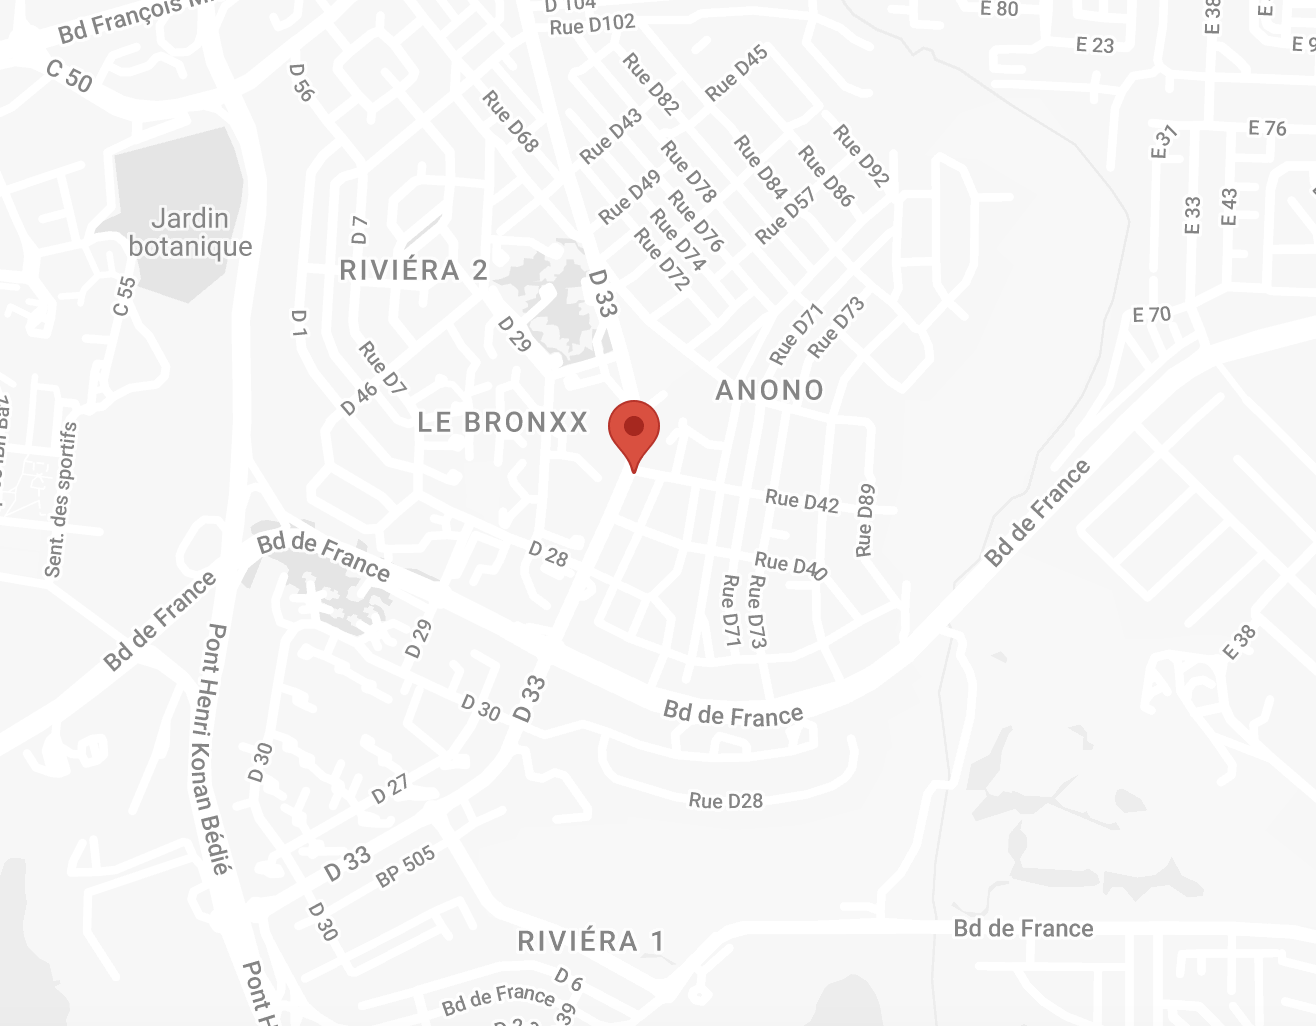 Bd François
D 104
Rue D102
E 80
E 38
E 23
C 50
D 56
Rue D82
Rue D45
Rue D68
Rue D43
E 76
E 31
Rue D92
Rue D84
Rue D86
Rue D78
Rue D49
Rue D76
Rue D57
Rue D74
Rue D72
E 33
E 43
Jardin
botanique
D 7
RIVIÉRA 2
D 33
C 55
E 70
D 1
D 29
Rue D71
Rue D73
Rue D7
D 46
ANONO
LE BRONXX
Sent. des sportifs
Rue D42
Rue D89
Bd de France
Bd de France
D 28
Rue D40
Bd de France
Rue D71
Rue D73
D 29
E 38
Pont Henri Konan Bédié
D 30
D 33
Bd de France
D 30
D 27
Rue D28
D 33
BP 505
D 30
RIVIÉRA 1
Bd de France
D 6
Bd de France
Pont